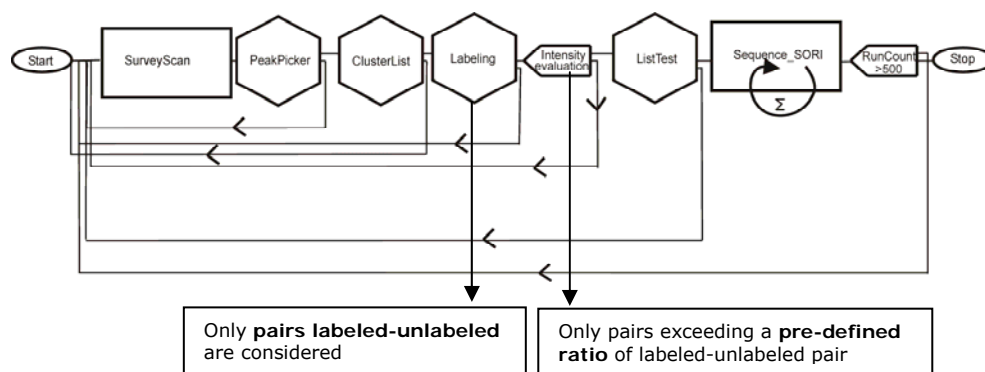 Start
SurveyScan
PeakPicker
ClusterList
Labeling
Intensity
evaluation
ListTest
Sequence_SORI
Σ
RunCount
>500
Stop
Only pairs labeled-unlabeled
are considered
Only pairs exceeding a pre-defined
ratio of labeled-unlabeled pair